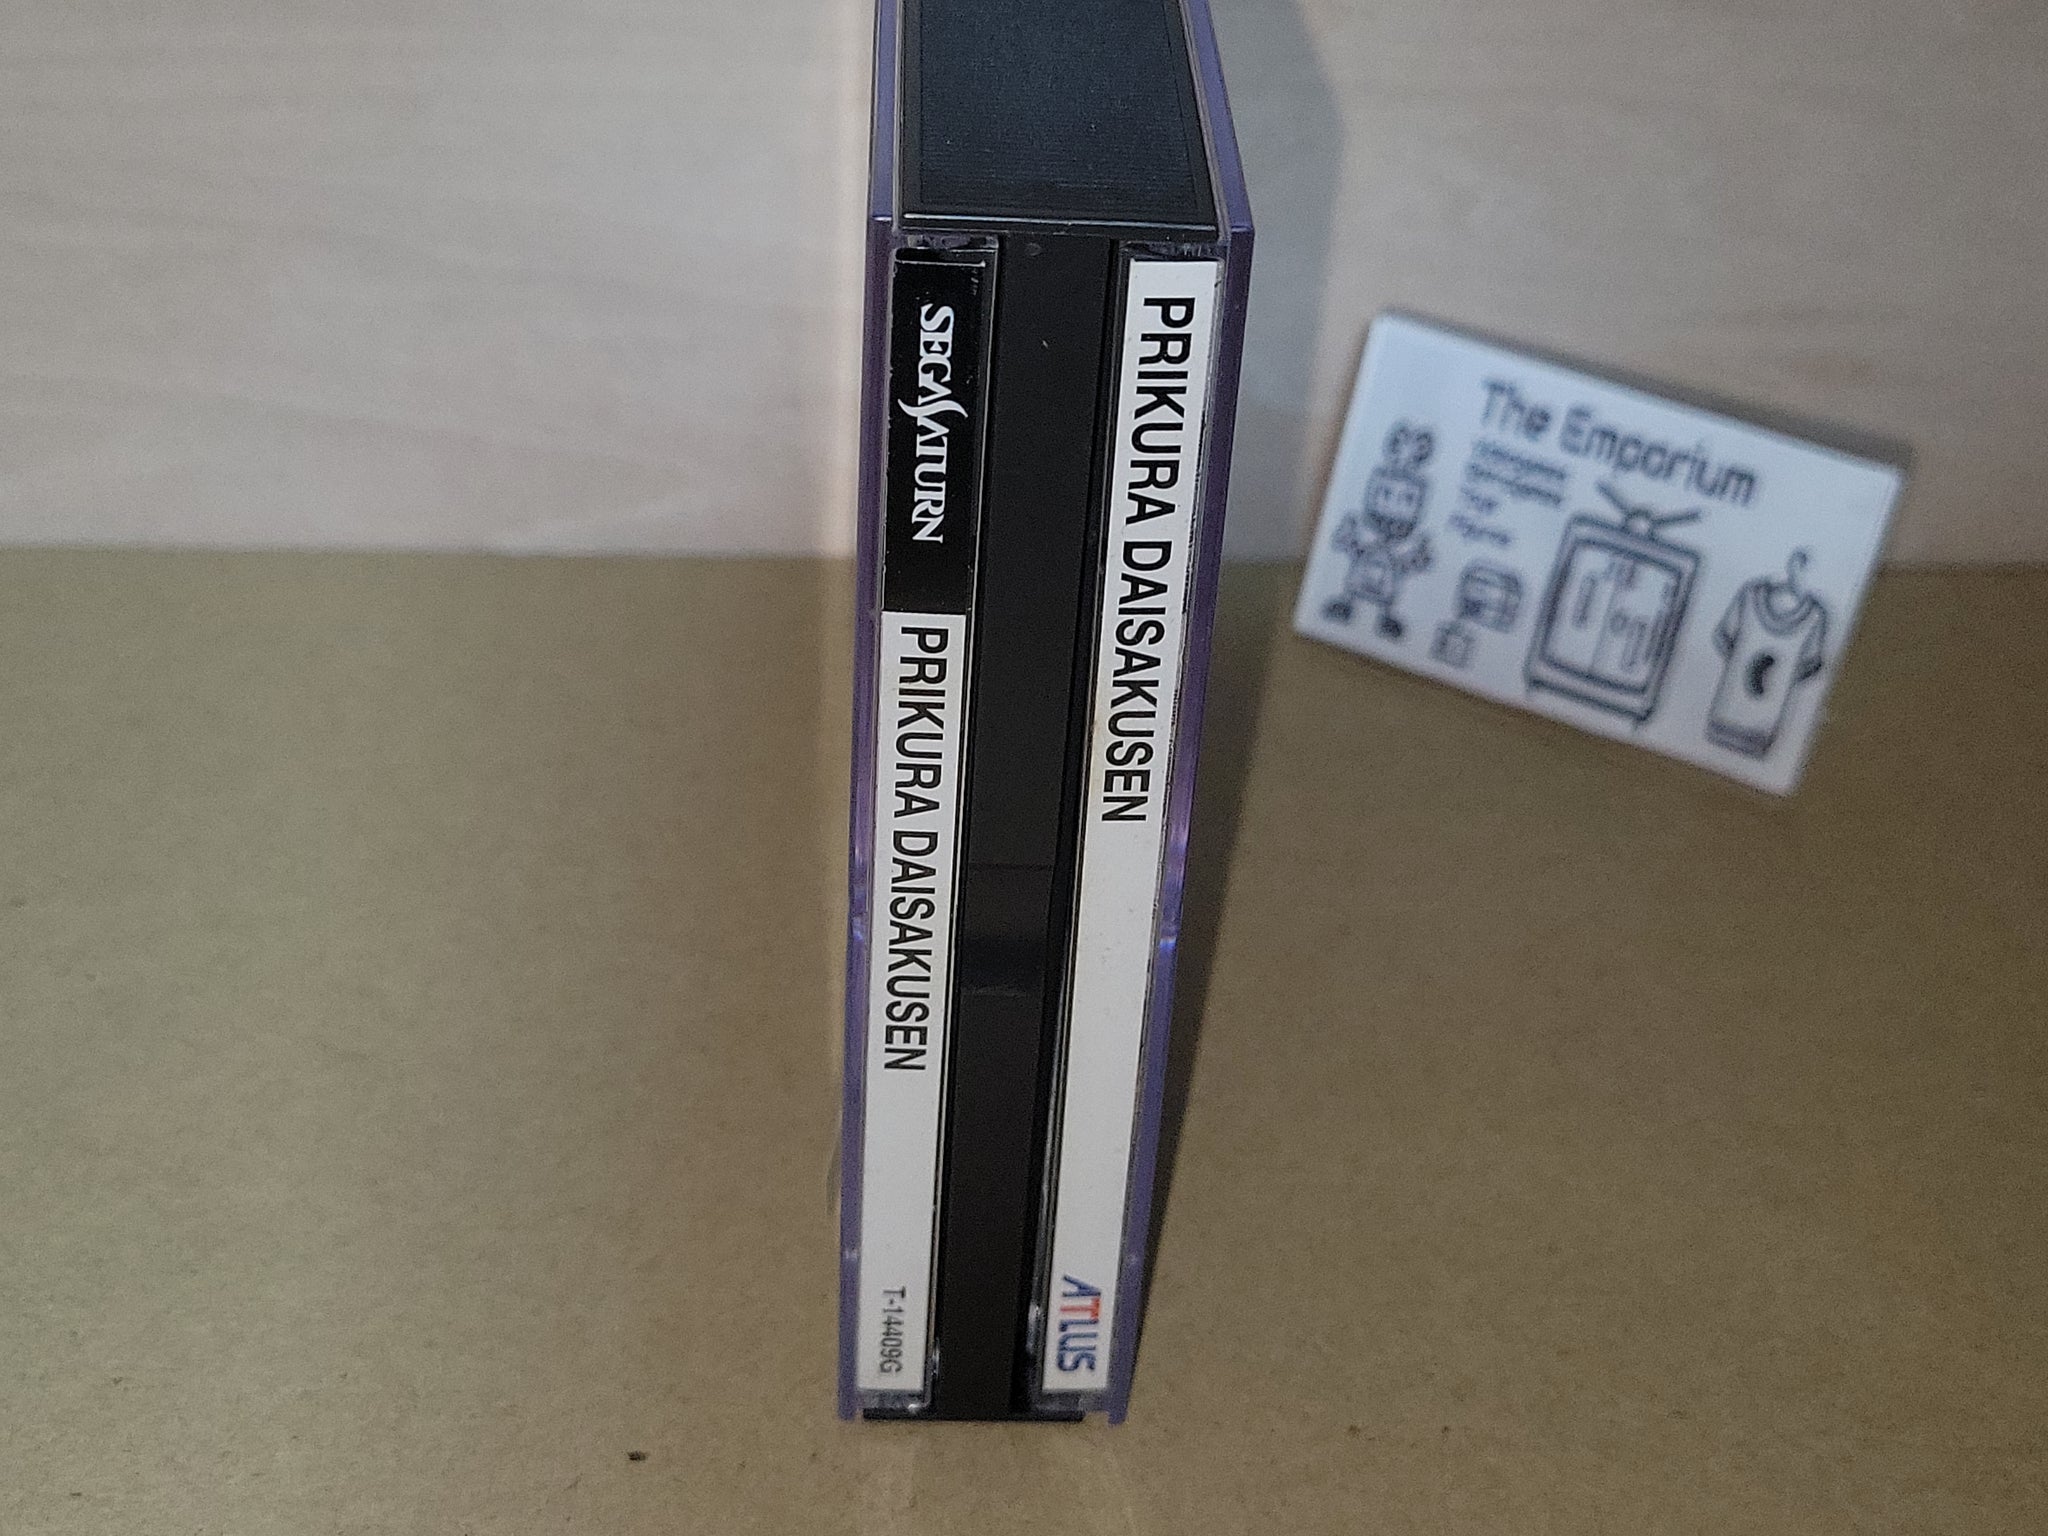 SEGA SATURN
PRIKURA DAISAKUSEN
T-14409G
PRIKURA DAISAKUSEN
ATLUS
The Emporium